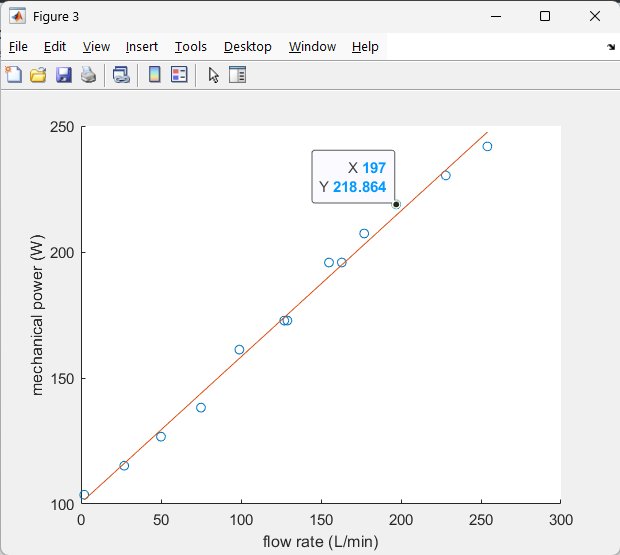 Figure 3
File Edit View Insert Tools Desktop Window Help
250
X 197
Y 218.864
200
mechanical power (W)
150
100
0 50 100 150 200 250 300
flow rate (L/min)